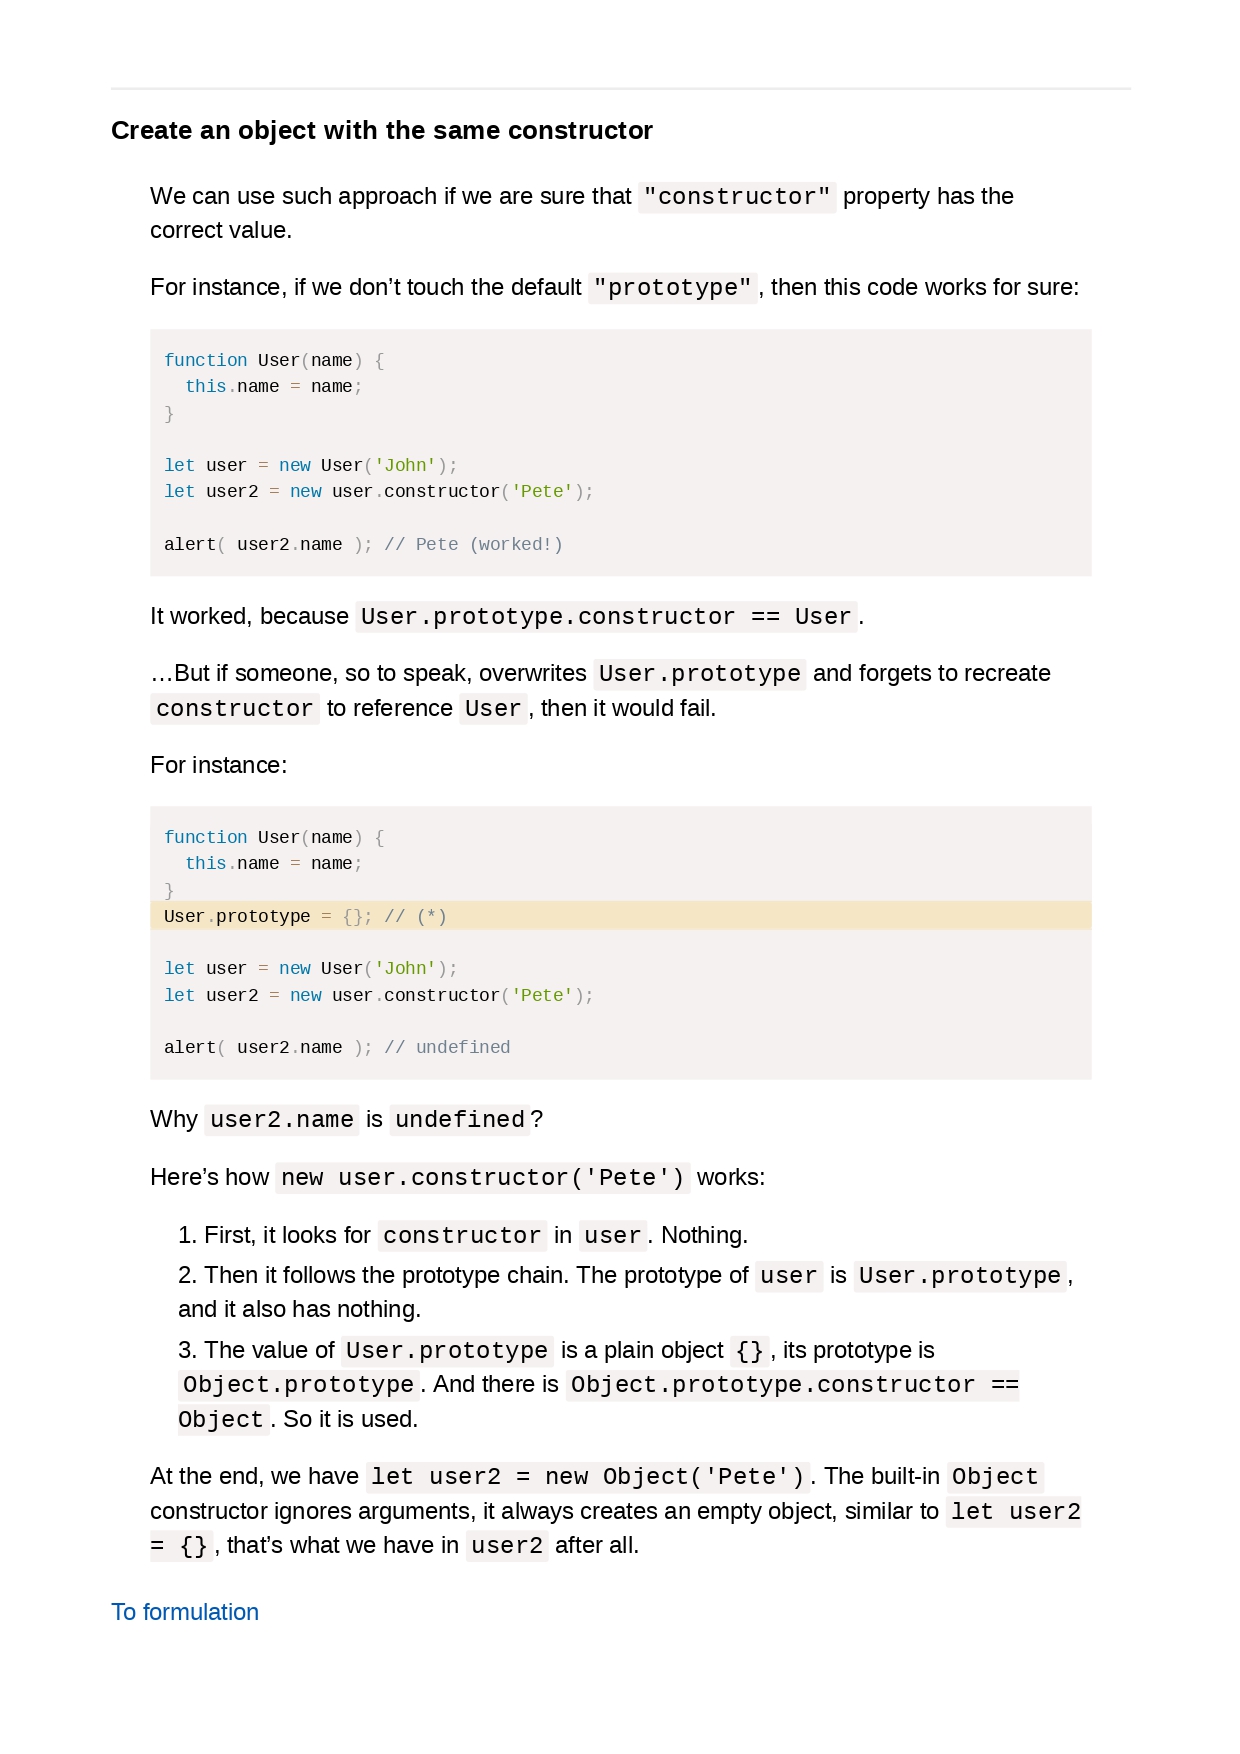 Create an object with the same constructor
We can use such approach if we are sure that "constructor" property has the
correct value.
For instance, if we don’t touch the default "prototype", then this code works for sure:
function User(name) {
  this.name = name;
}
let user = new User('John');
let user2 = new user.constructor('Pete');
alert( user2.name ); // Pete (worked!)
It worked, because User.prototype.constructor == User.
…But if someone, so to speak, overwrites User.prototype and forgets to recreate
constructor to reference User, then it would fail.
For instance:
function User(name) {
  this.name = name;
}
User.prototype = {}; // (*)
let user = new User('John');
let user2 = new user.constructor('Pete');
alert( user2.name ); // undefined
Why user2.name is undefined?
Here’s how new user.constructor('Pete') works:
1. First, it looks for constructor in user. Nothing.
2. Then it follows the prototype chain. The prototype of user is User.prototype,
and it also has nothing.
3. The value of User.prototype is a plain object {}, its prototype is
Object.prototype. And there is Object.prototype.constructor ==
Object. So it is used.
At the end, we have let user2 = new Object('Pete'). The built-in Object
constructor ignores arguments, it always creates an empty object, similar to let user2
= {}, that’s what we have in user2 after all.
To formulation